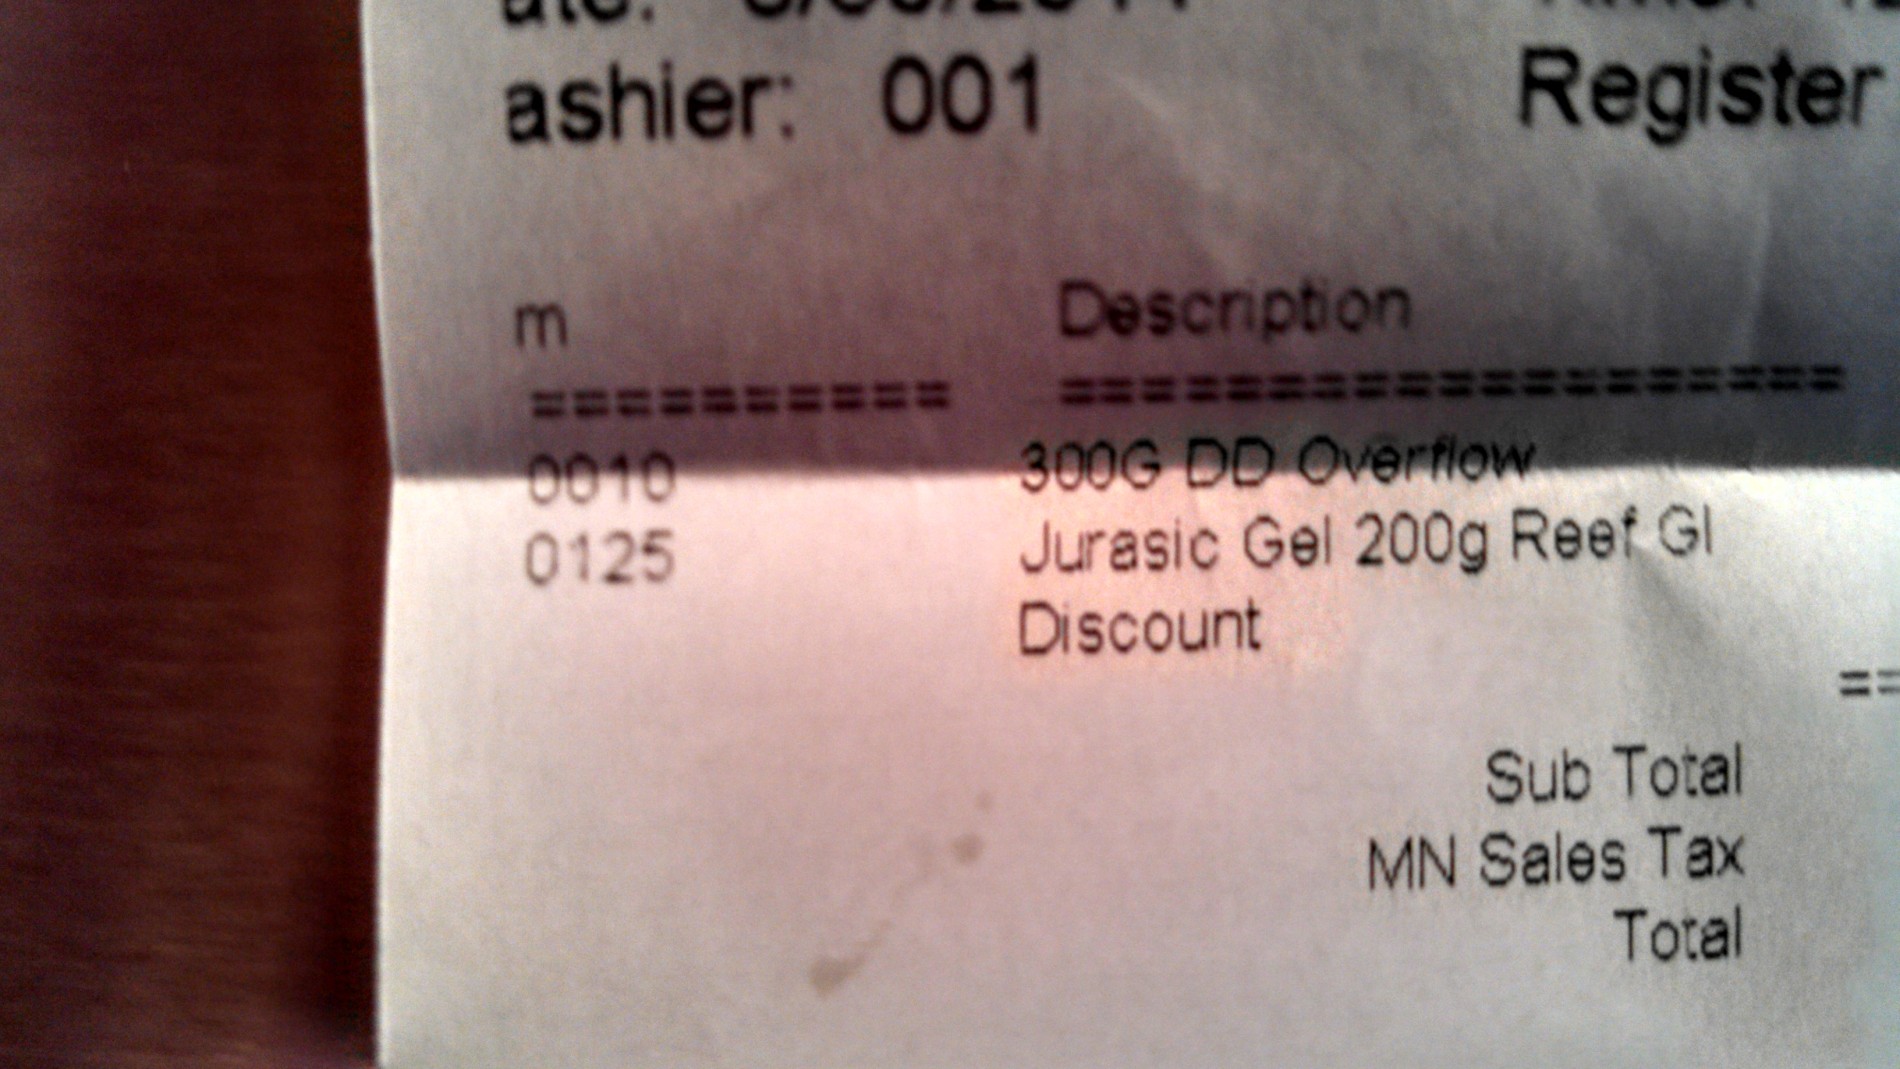 ashier: 001 Register
m Description
========== ===================
0010 300G DD Overflow
0125 Jurasic Gel 200g Reef Gl
Discount
==
Sub Total
MN Sales Tax
Total